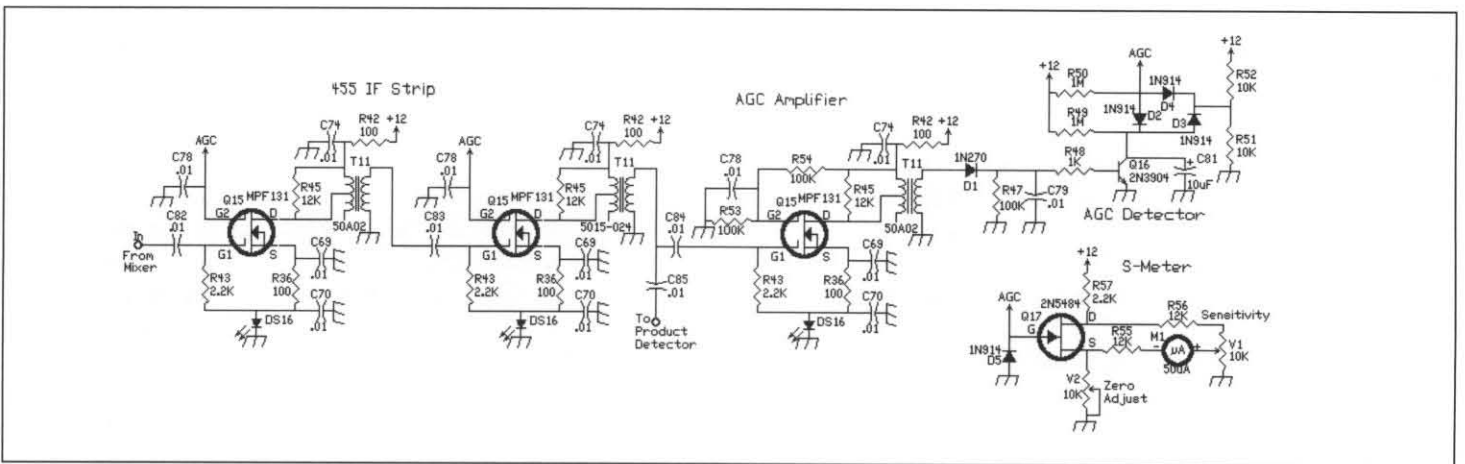 455 IF Strip
C74
.01
R42
100
+12
C78
.01
AGC
T11
R45
12K
Q15
MPF131
G2
D
G1
S
50A02
C82
.01
From
Mixer
R43
2.2K
R36
100
C69
.01
C70
.01
DS16
C74
.01
R42
100
+12
C78
.01
AGC
T11
R45
12K
Q15
MPF131
G2
D
G1
S
5015-024
C83
.01
R43
2.2K
R36
100
C69
.01
C70
.01
DS16
C84
.01
C85
.01
To
Product
Detector
AGC Amplifier
C74
.01
R42
100
+12
C78
.01
R54
100K
T11
R45
12K
R53
100K
Q15
MPF131
G2
D
G1
S
50A02
R43
2.2K
R36
100
C69
.01
C70
.01
DS16
1N270
D1
R47
100K
C79
.01
R48
1K
+12
R50
1M
R49
1M
AGC
1N914
D2
1N914
D4
D3
1N914
+12
R52
10K
R51
10K
Q16
2N3904
+
C81
10uF
AGC Detector
S-Meter
+12
R57
2.2K
AGC
Q17
2N5484
G
D
S
1N914
D5
R56
12K
R55
12K
M1
-
uA
+
50uA
Sensitivity
V1
10K
V2
10K
Zero
Adjust